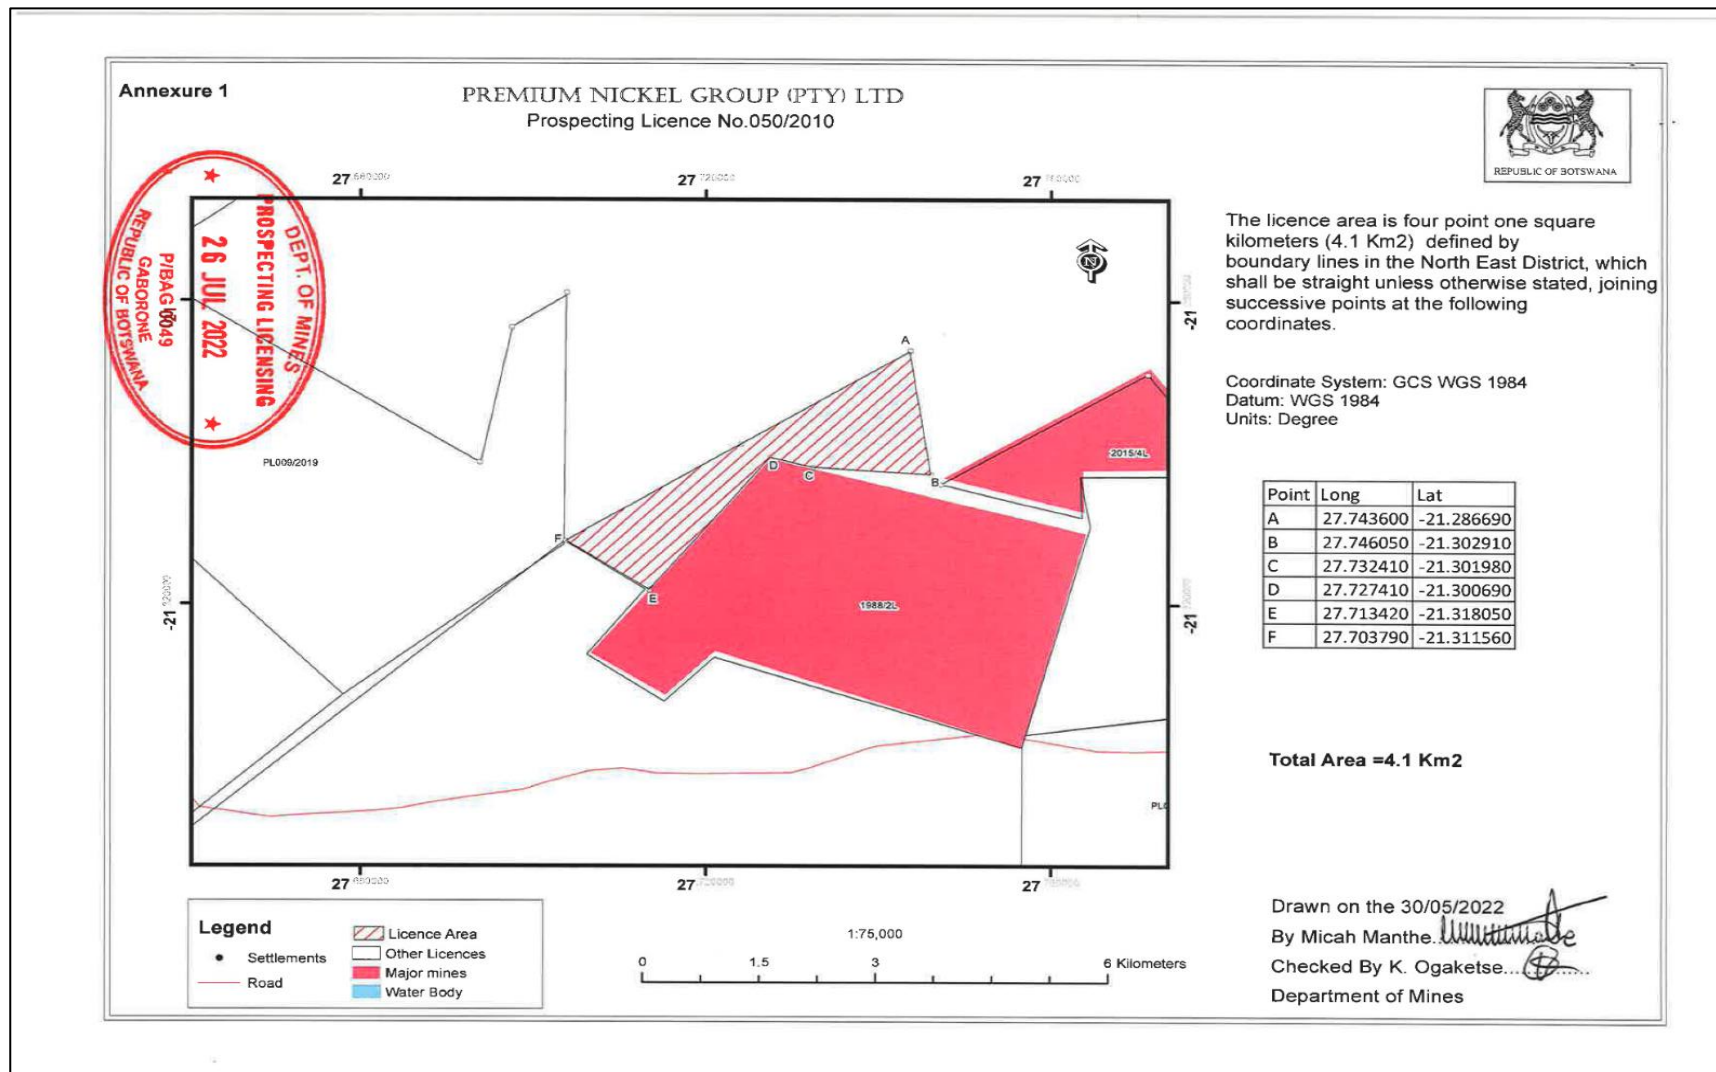 Annexure 1
PREMIUM NICKEL GROUP (PTY) LTD
Prospecting Licence No.050/2010
REPUBLIC OF BOTSWANA
DEPT. OF MINES
PROSPECTING LICENSING
26 JUL 2022
P/BAG
GABORONE
REPUBLIC OF BOTSWANA
27
27
27
-21
-21
-21
-21
27
27
27
N
A
B
C
D
E
F
PL009/2019
2015/4L
1988/2L
The licence area is four point one square
kilometers (4.1 Km2) defined by
boundary lines in the North East District, which
shall be straight unless otherwise stated, joining
successive points at the following
coordinates.
Coordinate System: GCS WGS 1984
Datum: WGS 1984
Units: Degree
Point Long Lat
A 27.743600 -21.286690
B 27.746050 -21.302910
C 27.732410 -21.301980
D 27.727410 -21.300690
E 27.713420 -21.318050
F 27.703790 -21.311560
Total Area =4.1 Km2
Legend
Settlements
Road
Licence Area
Other Licences
Major mines
Water Body
1:75,000
0 1.5 3 6 Kilometers
Drawn on the 30/05/2022
By Micah Manthe
Checked By K. Ogaketse
Department of Mines